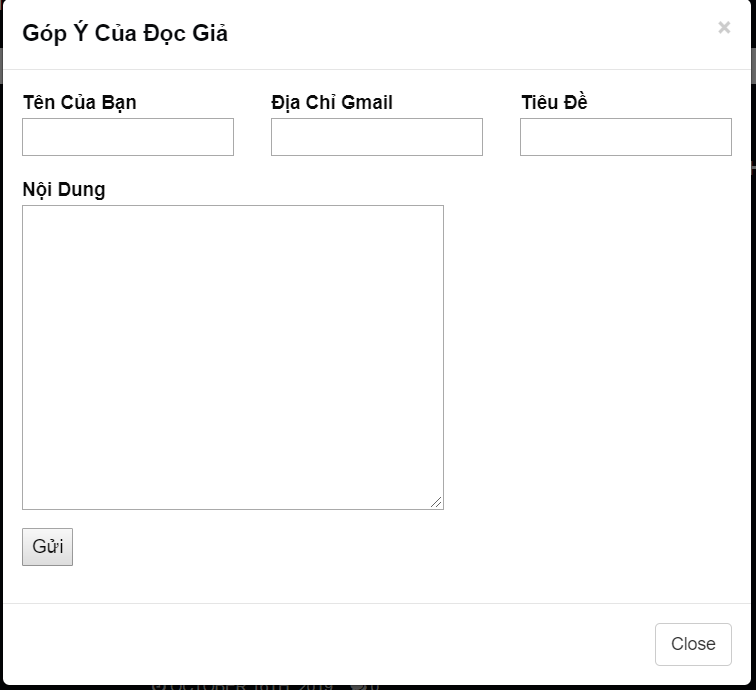 Góp Ý Của Đọc Giả
×
Tên Của Bạn Địa Chỉ Gmail Tiêu Đề
Nội Dung
Gửi
Close